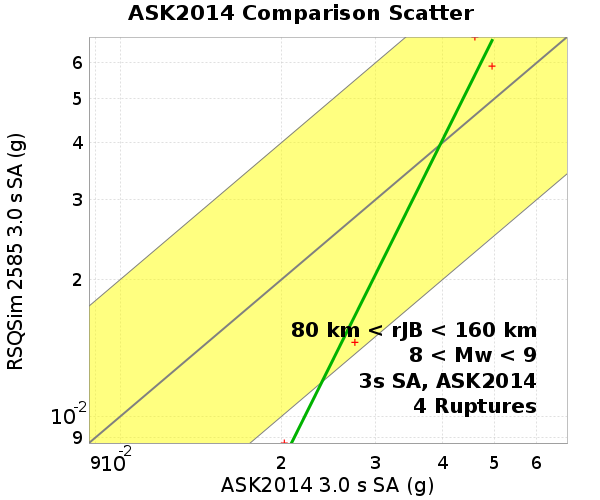 ASK2014 Comparison Scatter
RSQSim 2585 3.0 s SA (g)
6
5
4
3
2
10-2
9
80 km < rJB < 160 km
8 < Mw < 9
3s SA, ASK2014
4 Ruptures
9 10-2 2 3 4 5 6
ASK2014 3.0 s SA (g)